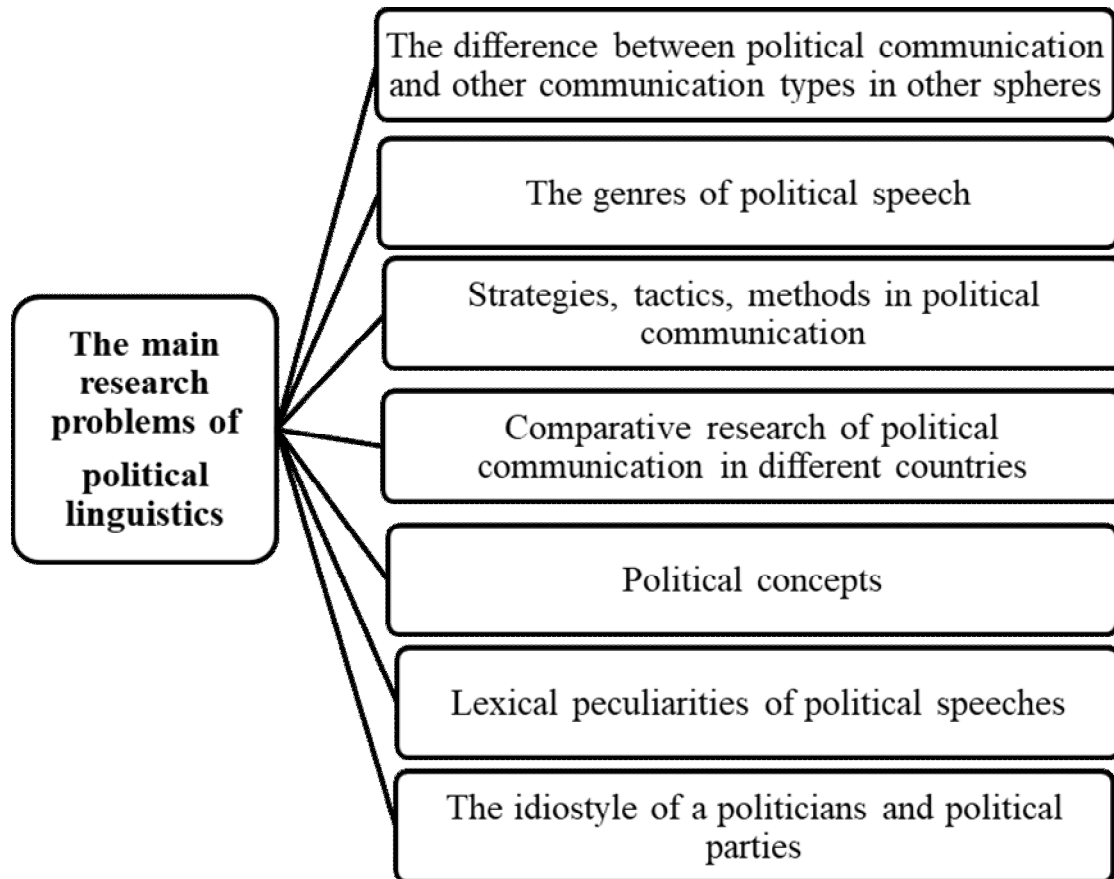 The main
research
problems of
political
linguistics
The difference between political communication
and other communication types in other spheres
The genres of political speech
Strategies, tactics, methods in political
communication
Comparative research of political
communication in different countries
Political concepts
Lexical peculiarities of political speeches
The idiostyle of a politicians and political
parties